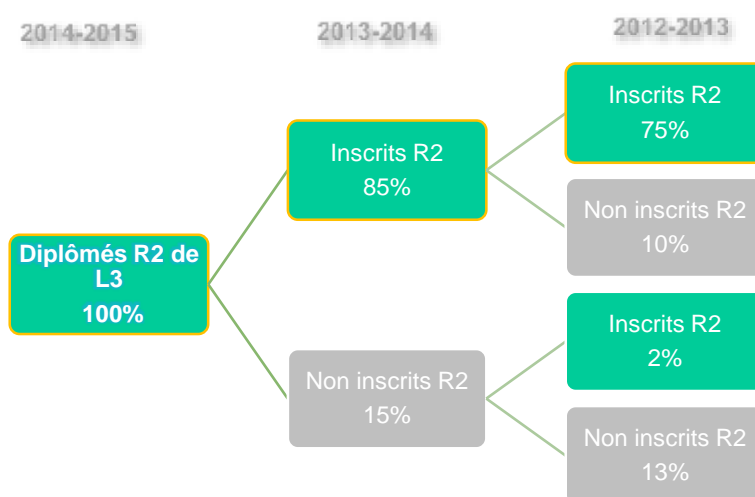 2014-2015
2013-2014
2012-2013
Diplômés R2 de
L3
100%
Inscrits R2
85%
Non inscrits R2
15%
Inscrits R2
75%
Non inscrits R2
10%
Inscrits R2
2%
Non inscrits R2
13%